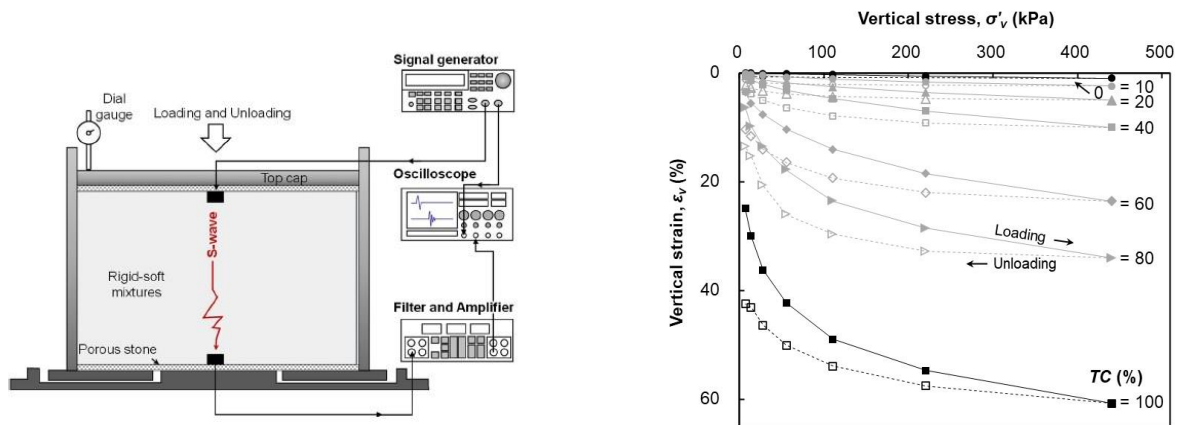 Signal generator
Dial
gauge
Loading and Unloading
Top cap
Oscilloscope
S-wave
Rigid-soft
mixtures
Filter and Amplifier
Porous stone
Vertical stress, σ'v (kPa)
0 100 200 300 400 500
0
20
40
60
Vertical strain, εv (%)
0
= 10
= 20
= 40
= 60
Loading
Unloading
= 80
TC (%)
= 100